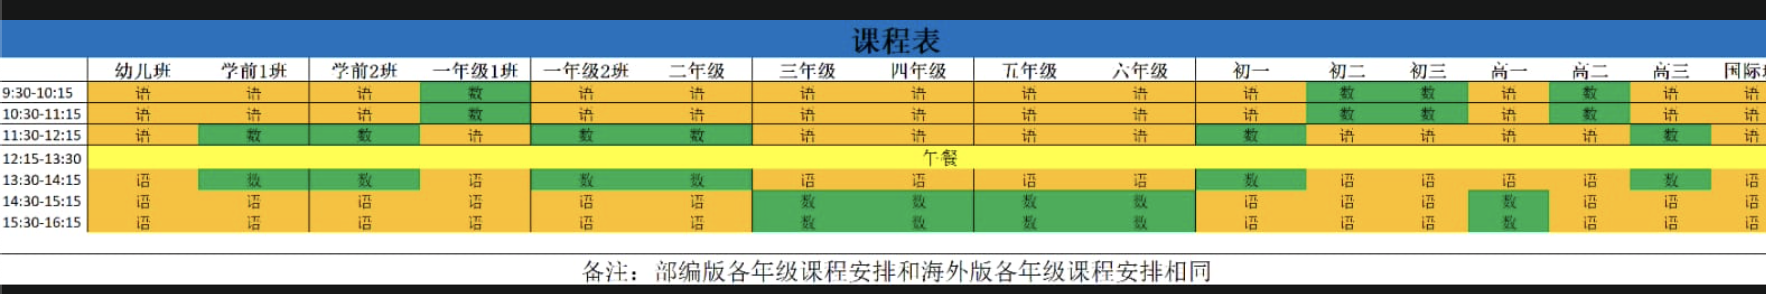 课程表
幼儿班 学前1班 学前2班 一年级1班 一年级2班 二年级 三年级 四年级 五年级 六年级 初一 初二 初三 高一 高二 高三 国际
9:30-10:15 语 语 语 数 语 语 语 语 语 语 语 数 数 语 数 语 语
10:30-11:15 语 语 语 数 语 语 语 语 语 语 语 数 数 语 数 语 语
11:30-12:15 语 数 数 语 数 数 语 语 语 语 数 语 语 语 语 数 语
12:15-13:30 午餐
13:30-14:15 语 数 数 语 数 数 语 语 语 语 数 语 语 语 语 数 语
14:30-15:15 语 语 语 语 语 语 数 数 数 数 语 语 语 数 语 语 语
15:30-16:15 语 语 语 语 语 语 数 数 数 数 语 语 语 数 语 语 语
备注：部编版各年级课程安排和海外版各年级课程安排相同